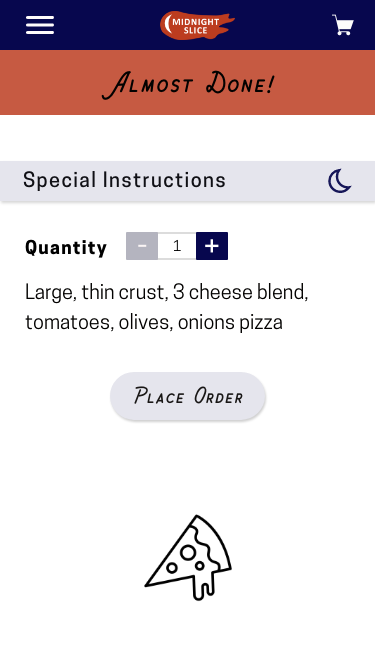 MIDNIGHT
SLICE
Almost Done!
Special Instructions
Quantity - 1 +
Large, thin crust, 3 cheese blend,
tomatoes, olives, onions pizza
Place Order